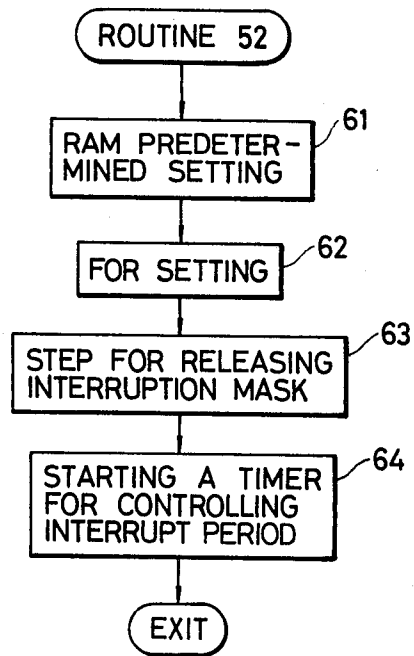 ROUTINE 52
61
RAM PREDETER-
MINED SETTING
62
FOR SETTING
63
STEP FOR RELEASING
INTERRUPTION MASK
64
STARTING A TIMER
FOR CONTROLLING
INTERRUPT PERIOD
EXIT